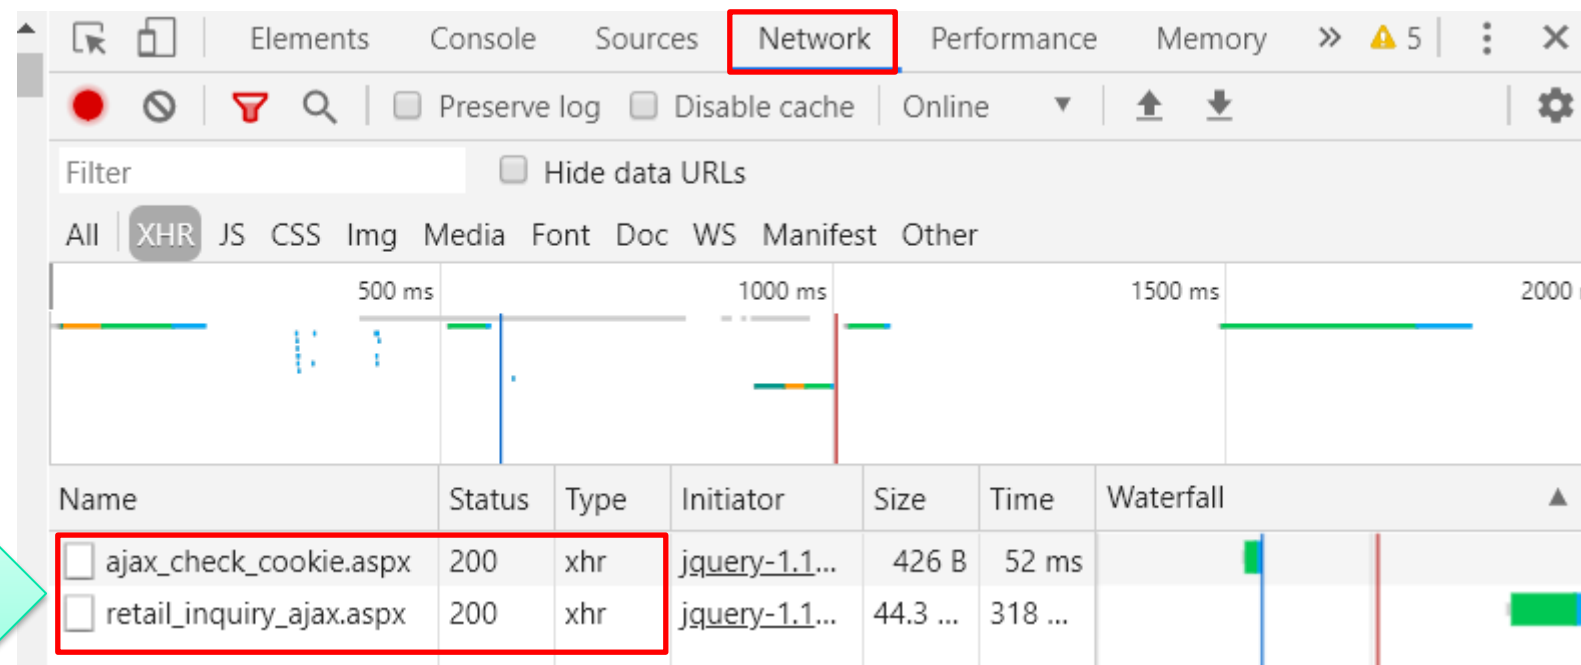 Elements Console Sources Network Performance Memory » 5
Preserve log Disable cache Online
Filter Hide data URLs
All XHR JS CSS Img Media Font Doc WS Manifest Other
500 ms 1000 ms 1500 ms 2000
Name Status Type Initiator Size Time Waterfall
ajax_check_cookie.aspx 200 xhr jquery-1.1... 426 B 52 ms
retail_inquiry_ajax.aspx 200 xhr jquery-1.1... 44.3 ... 318 ...